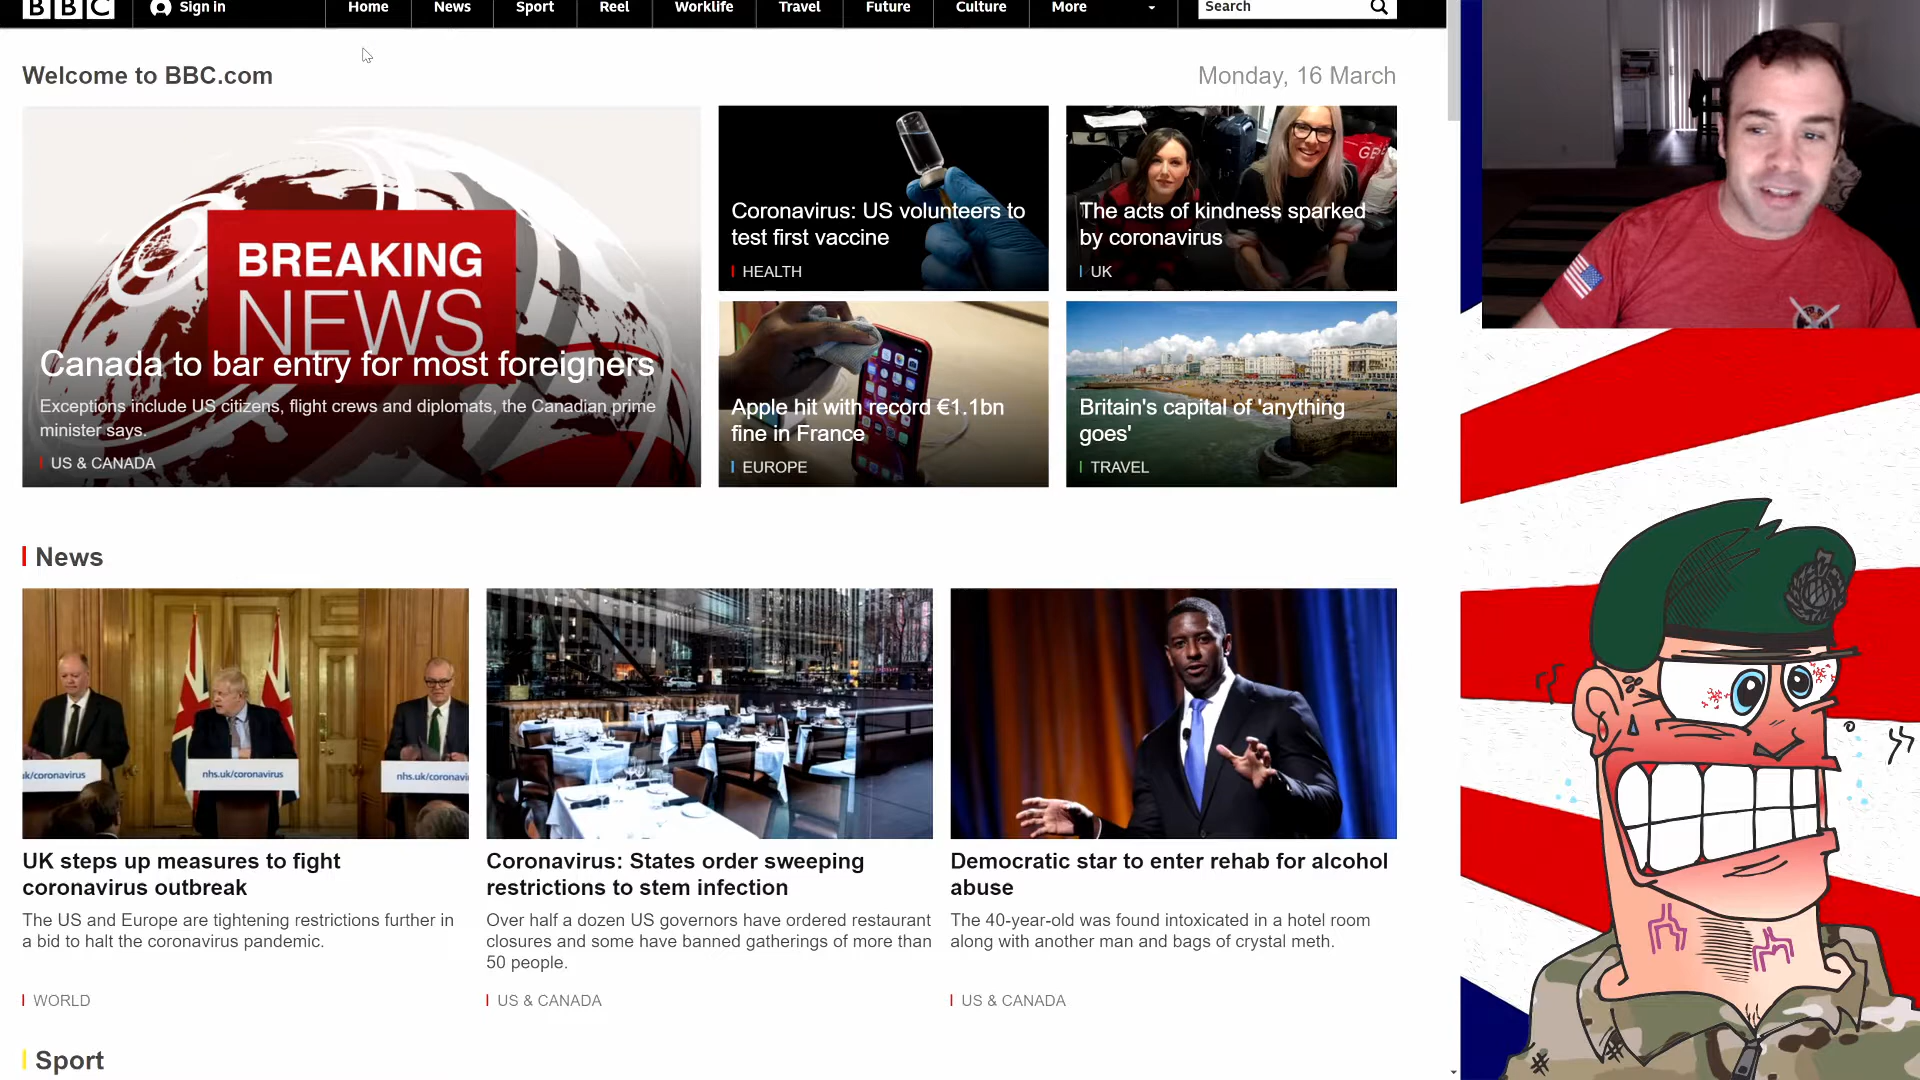 BBC
Sign in
Home
News
Sport
Reel
Worklife
Travel
Future
Culture
More
Search
Welcome to BBC.com
Monday, 16 March
BREAKING
NEWS
Canada to bar entry for most foreigners
Exceptions include US citizens, flight crews and diplomats, the Canadian prime
minister says.
US & CANADA
Coronavirus: US volunteers to
test first vaccine
HEALTH
GB
The acts of kindness sparked
by coronavirus
UK
Apple hit with record €1.1bn
fine in France
EUROPE
Britain's capital of 'anything
goes'
TRAVEL
News
k/coronavirus
nhs.uk/coronavirus
nhs.uk/coronavi
UK steps up measures to fight
coronavirus outbreak
The US and Europe are tightening restrictions further in
a bid to halt the coronavirus pandemic.
WORLD
Coronavirus: States order sweeping
restrictions to stem infection
Over half a dozen US governors have ordered restaurant
closures and some have banned gatherings of more than
50 people.
US & CANADA
Democratic star to enter rehab for alcohol
abuse
The 40-year-old was found intoxicated in a hotel room
along with another man and bags of crystal meth.
US & CANADA
Sport